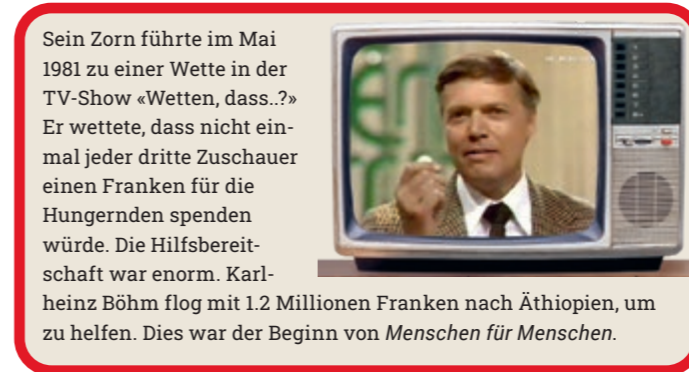 Sein Zorn führte im Mai
1981 zu einer Wette in der
TV-Show «Wetten, dass..?»
Er wettete, dass nicht ein-
mal jeder dritte Zuschauer
einen Franken für die
Hungernden spenden
würde. Die Hilfsbereit-
schaft war enorm. Karl-
heinz Böhm flog mit 1.2 Millionen Franken nach Äthiopien, um
zu helfen. Dies war der Beginn von Menschen für Menschen.